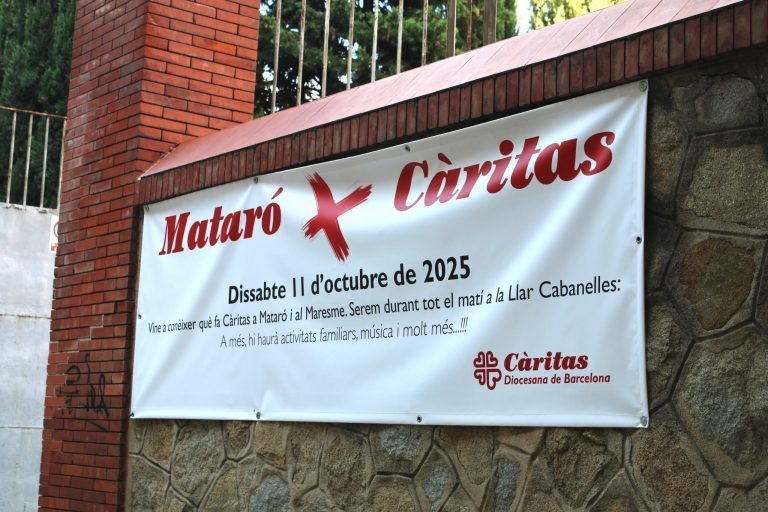 Mataró X Càritas
Dissabte 11 d'octubre de 2025
Vine a conèixer què fa Càritas a Mataró i al Maresme. Serem durant tot el matí a la Llar Cabanelles:
A més, hi haurà activitats familiars, música i molt més...!!!
Càritas
Diocesana de Barcelona